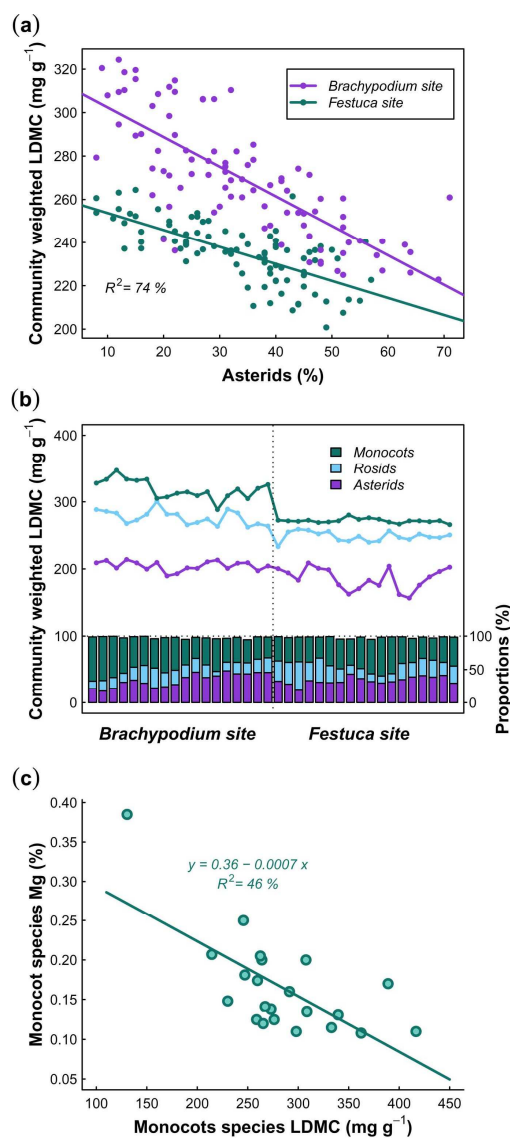 (a)
Community weighted LDMC (mg g⁻¹)
320
300
280
260
240
220
200
Brachypodium site
Festuca site
R²= 74 %
10 20 30 40 50 60 70
Asterids (%)
(b)
Community weighted LDMC (mg g⁻¹)
400
300
200
100
0
Monocots
Rosids
Asterids
100
50
0
Proportions (%)
Brachypodium site Festuca site
(c)
Monocot species Mg (%)
0.40
0.35
0.30
0.25
0.20
0.15
0.10
0.05
y = 0.36 − 0.0007 x
R²= 46 %
100 150 200 250 300 350 400 450
Monocots species LDMC (mg g⁻¹)